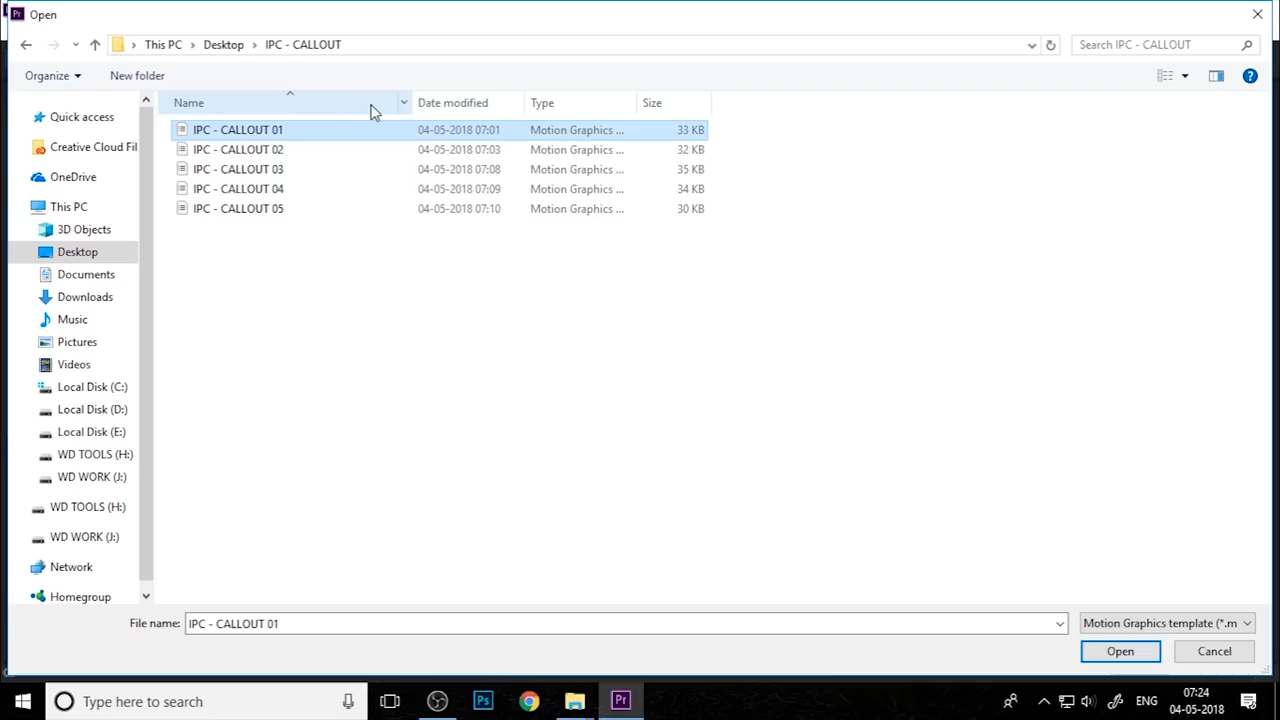 Pr Open
This PC > Desktop > IPC - CALLOUT
Search IPC - CALLOUT
Organize
New folder
Name Date modified Type Size
IPC - CALLOUT 01 04-05-2018 07:01 Motion Graphics ... 33 KB
IPC - CALLOUT 02 04-05-2018 07:03 Motion Graphics ... 32 KB
IPC - CALLOUT 03 04-05-2018 07:08 Motion Graphics ... 35 KB
IPC - CALLOUT 04 04-05-2018 07:09 Motion Graphics ... 34 KB
IPC - CALLOUT 05 04-05-2018 07:10 Motion Graphics ... 30 KB
Quick access
Creative Cloud Fil
OneDrive
This PC
3D Objects
Desktop
Documents
Downloads
Music
Pictures
Videos
Local Disk (C:)
Local Disk (D:)
Local Disk (E:)
WD TOOLS (H:)
WD WORK (J:)
WD TOOLS (H:)
WD WORK (J:)
Network
Homegroup
File name: IPC - CALLOUT 01
Motion Graphics template (*.m
Open
Cancel
Type here to search
Ps
Pr
ENG
07:24
04-05-2018